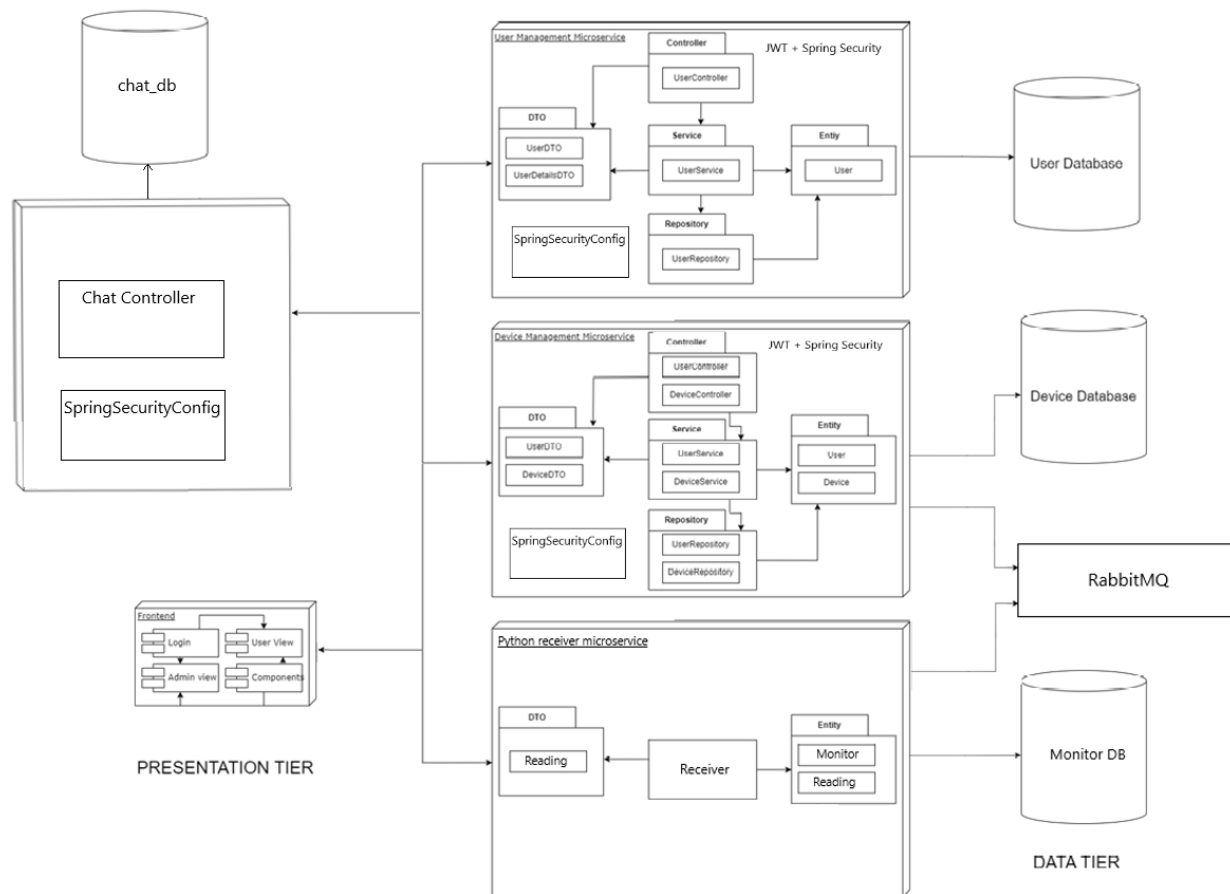 chat_db
Chat Controller
SpringSecurityConfig
User Management Microservice
JWT + Spring Security
Controller
UserController
DTO
UserDTO
UserDetailsDTO
Service
UserService
Entiy
User
SpringSecurityConfig
Repository
UserRepository
User Database
Device Management Microservice
JWT + Spring Security
Controller
UserController
DeviceController
DTO
UserDTO
DeviceDTO
Service
UserService
DeviceService
Entity
User
Device
SpringSecurityConfig
Repository
UserRepository
DeviceRepository
Device Database
RabbitMQ
Frontend
Login
User View
Admin view
Components
PRESENTATION TIER
Python receiver microservice
DTO
Reading
Receiver
Entity
Monitor
Reading
Monitor DB
DATA TIER